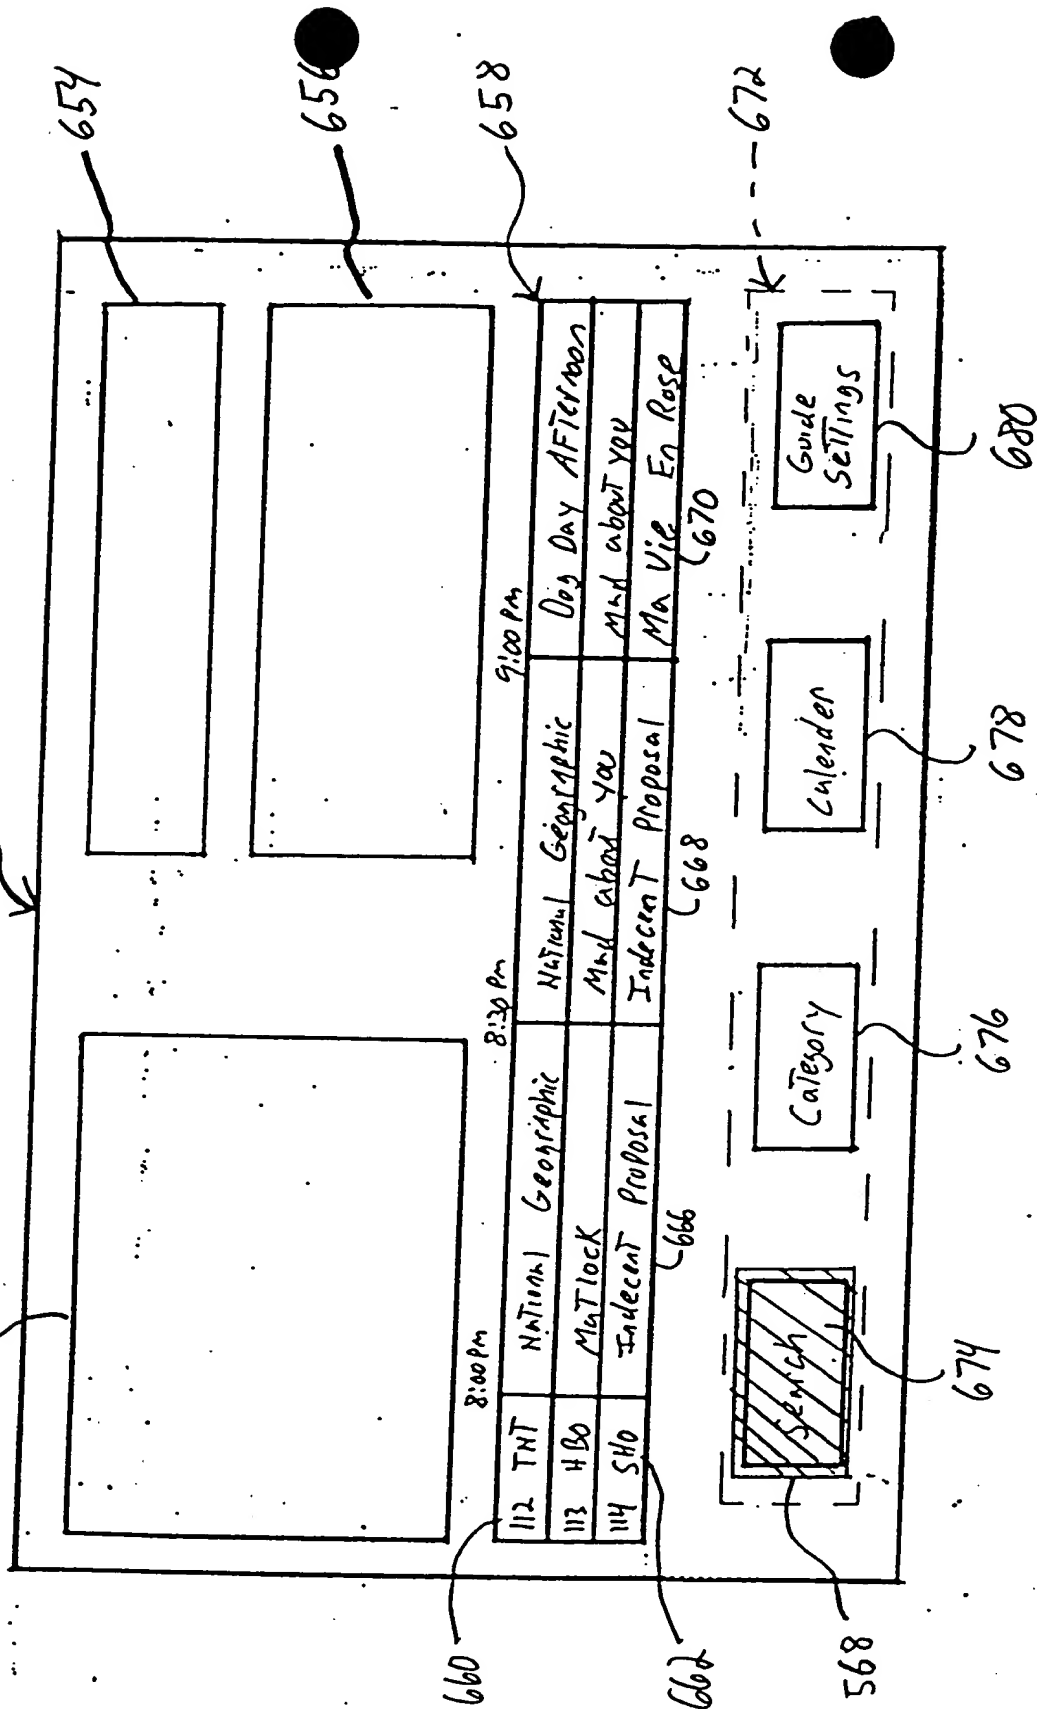 654
656
658
8:00 Pm 8:30 Pm 9:00 Pm
660
112 TNT National Geographic National Geographic Dog Day Afternoon
113 HBO Matlock Mad about You Mad about you
114 SHO Indecent Proposal Indecent Proposal Ma Vie En Rose
662
666 668 670
672
Search Category Calender Guide Settings
568 674 676 678 680